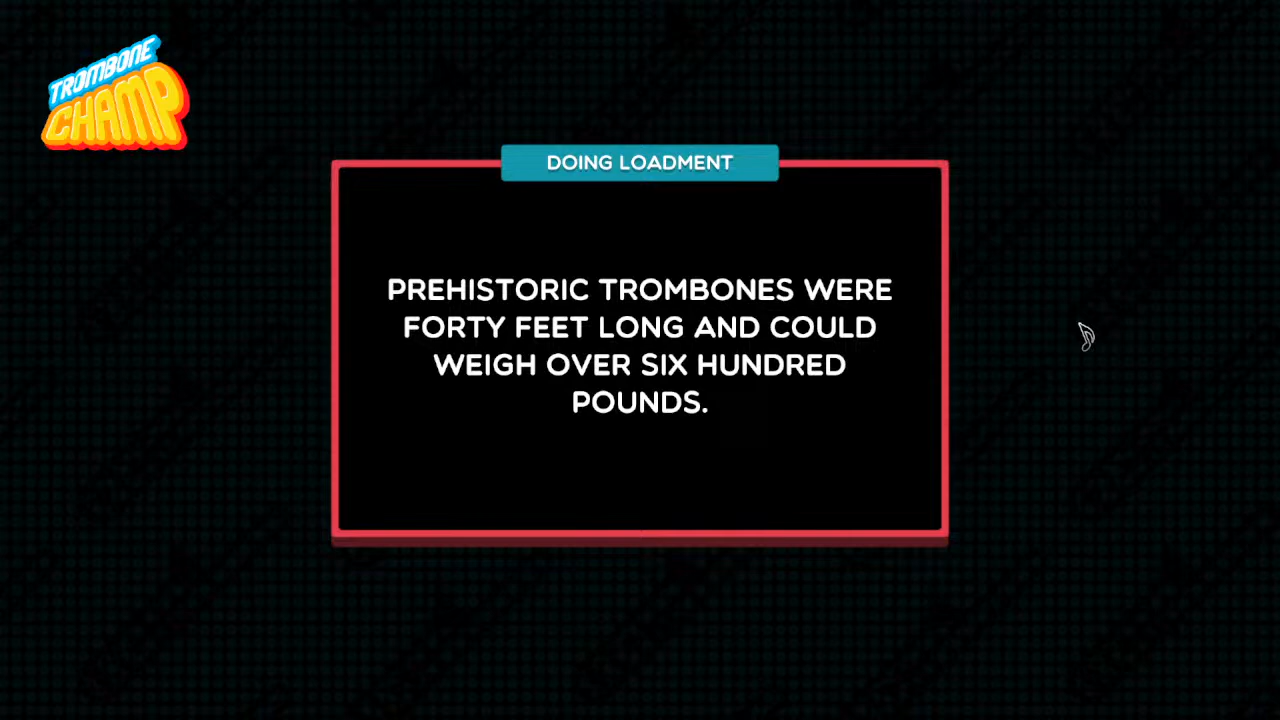 TROMBONE
CHAMP
DOING LOADMENT
PREHISTORIC TROMBONES WERE
FORTY FEET LONG AND COULD
WEIGH OVER SIX HUNDRED
POUNDS.